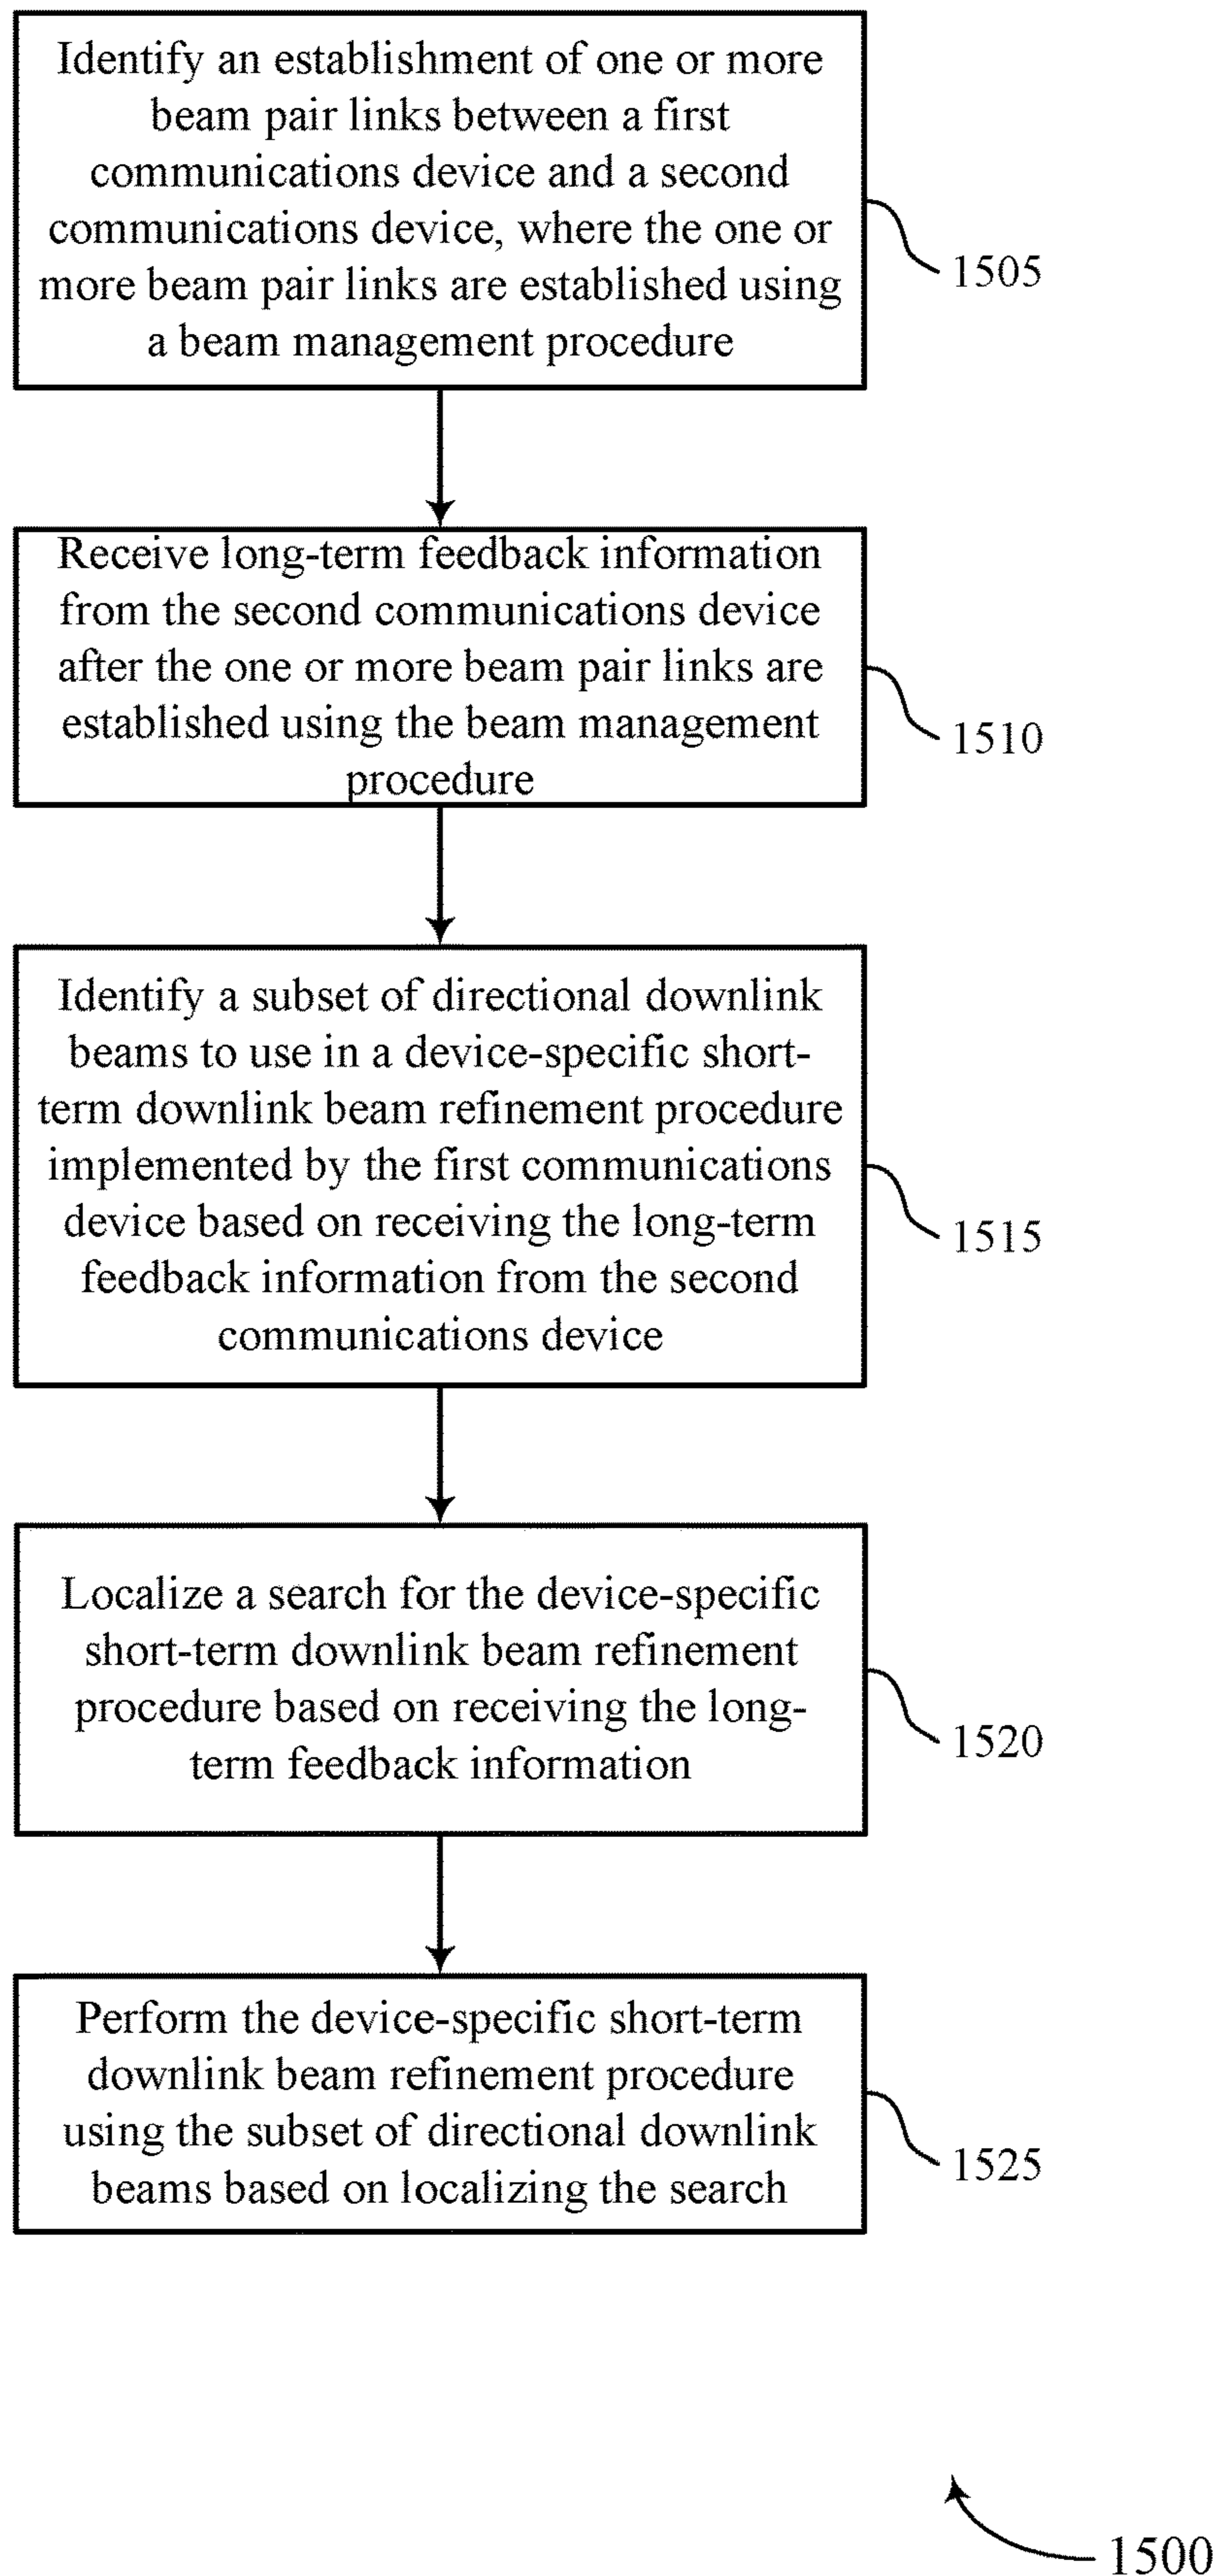 Identify an establishment of one or more
beam pair links between a first
communications device and a second
communications device, where the one or
more beam pair links are established using
a beam management procedure
1505
Receive long-term feedback information
from the second communications device
after the one or more beam pair links are
established using the beam management
procedure
1510
Identify a subset of directional downlink
beams to use in a device-specific short-
term downlink beam refinement procedure
implemented by the first communications
device based on receiving the long-term
feedback information from the second
communications device
1515
Localize a search for the device-specific
short-term downlink beam refinement
procedure based on receiving the long-
term feedback information
1520
Perform the device-specific short-term
downlink beam refinement procedure
using the subset of directional downlink
beams based on localizing the search
1525
1500